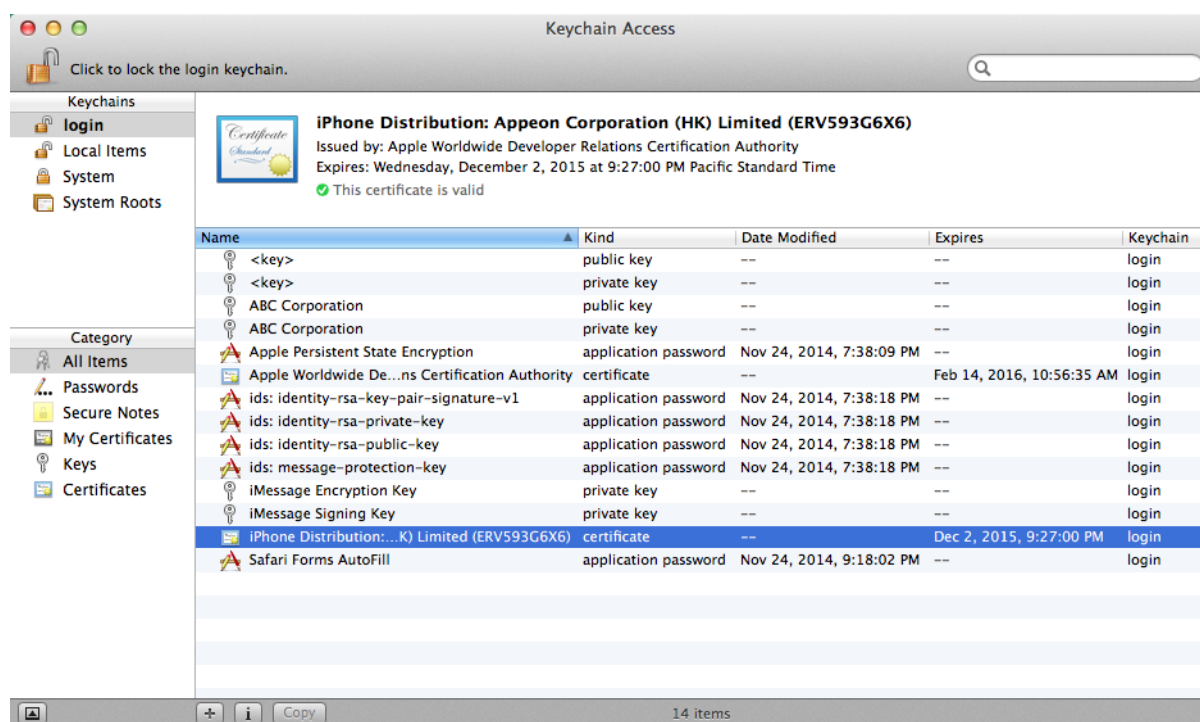 Keychain Access
Click to lock the login keychain.
Keychains
login
Local Items
System
System Roots
Category
All Items
Passwords
Secure Notes
My Certificates
Keys
Certificates
Certificate
Standard
iPhone Distribution: Appeon Corporation (HK) Limited (ERV593G6X6)
Issued by: Apple Worldwide Developer Relations Certification Authority
Expires: Wednesday, December 2, 2015 at 9:27:00 PM Pacific Standard Time
This certificate is valid
Name Kind Date Modified Expires Keychain
<key> public key -- -- login
<key> private key -- -- login
ABC Corporation public key -- -- login
ABC Corporation private key -- -- login
Apple Persistent State Encryption application password Nov 24, 2014, 7:38:09 PM -- login
Apple Worldwide De...ns Certification Authority certificate -- Feb 14, 2016, 10:56:35 AM login
ids: identity-rsa-key-pair-signature-v1 application password Nov 24, 2014, 7:38:18 PM -- login
ids: identity-rsa-private-key application password Nov 24, 2014, 7:38:18 PM -- login
ids: identity-rsa-public-key application password Nov 24, 2014, 7:38:18 PM -- login
ids: message-protection-key application password Nov 24, 2014, 7:38:18 PM -- login
iMessage Encryption Key private key -- -- login
iMessage Signing Key private key -- -- login
iPhone Distribution:...K) Limited (ERV593G6X6) certificate -- Dec 2, 2015, 9:27:00 PM login
Safari Forms AutoFill application password Nov 24, 2014, 9:18:02 PM -- login
+ i Copy 14 items